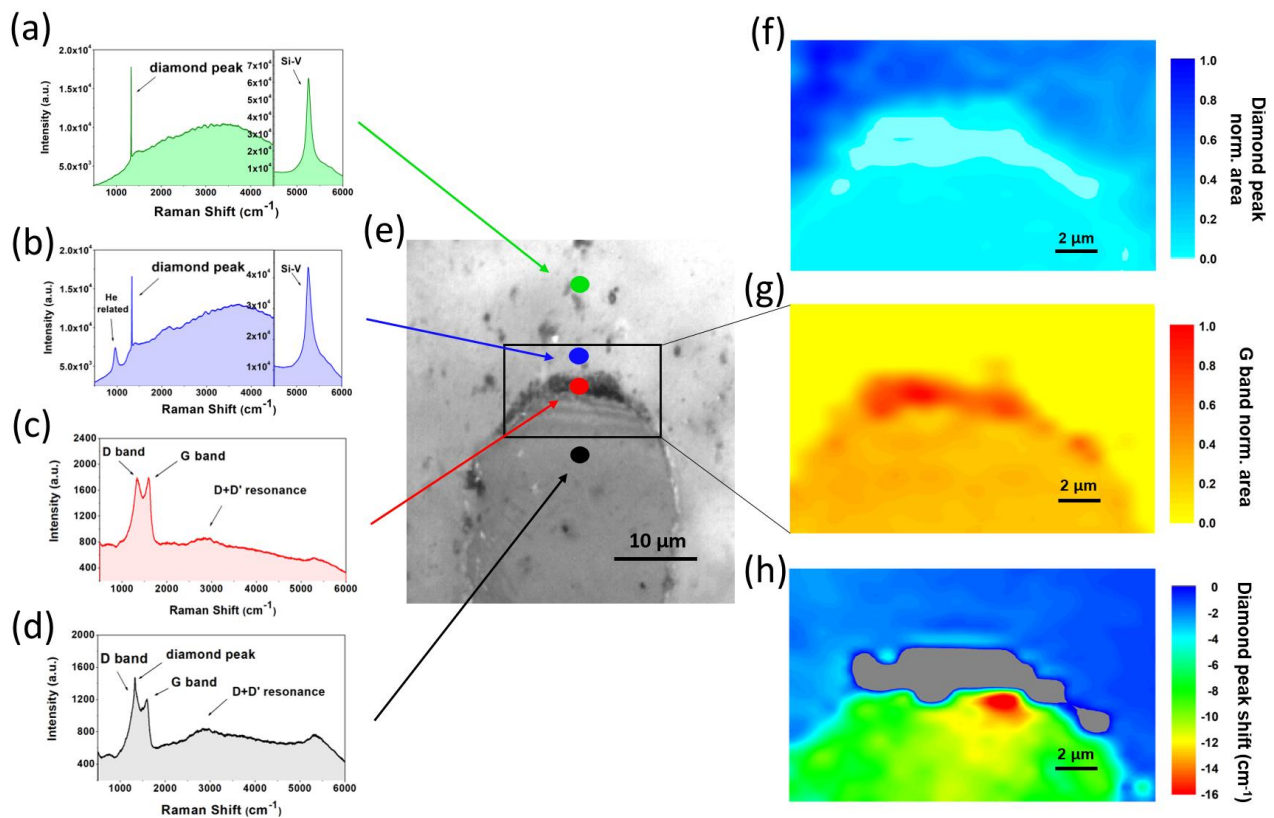 (a)
2.0x10⁴
1.5x10⁴
1.0x10⁴
5.0x10³
Intensity (a.u.)
diamond peak
7x10⁴
6x10⁴
5x10⁴
4x10⁴
3x10⁴
2x10⁴
1x10⁴
Si-V
1000 2000 3000 4000 5000 6000
Raman Shift (cm⁻¹)
(b)
2.0x10⁴
1.5x10⁴
1.0x10⁴
5.0x10³
Intensity (a.u.)
He
related
diamond peak
4x10⁴
3x10⁴
2x10⁴
1x10⁴
Si-V
1000 2000 3000 4000 5000 6000
Raman Shift (cm⁻¹)
(c)
2400
2000
1600
1200
800
400
Intensity (a.u.)
D band
G band
D+D' resonance
1000 2000 3000 4000 5000 6000
Raman Shift (cm⁻¹)
(d)
2000
1600
1200
800
400
Intensity (a.u.)
D band
diamond peak
G band
D+D' resonance
1000 2000 3000 4000 5000 6000
Raman Shift (cm⁻¹)
(e)
10 µm
(f)
2 µm
1.0
0.8
0.6
0.4
0.2
0.0
Diamond peak
norm. area
(g)
2 µm
1.0
0.8
0.6
0.4
0.2
0.0
G band norm. area
(h)
2 µm
0
-2
-4
-6
-8
-10
-12
-14
-16
Diamond peak shift (cm⁻¹)